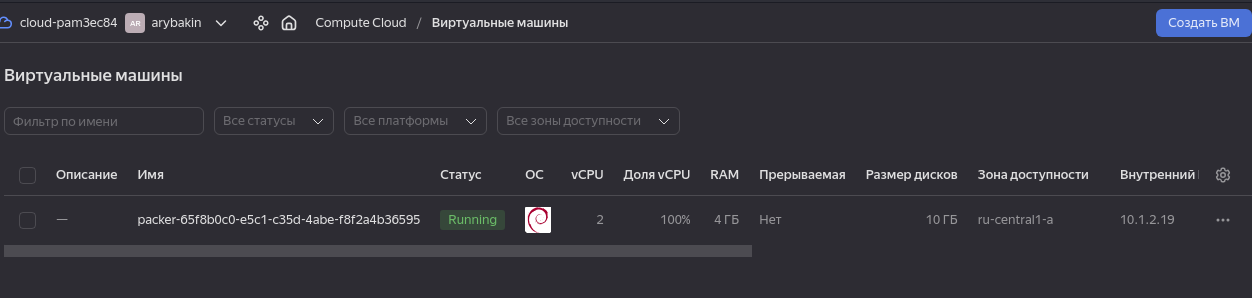 cloud-pam3ec84 AR arybakin Compute Cloud / Виртуальные машины Создать ВМ
Виртуальные машины
Фильтр по имени Все статусы Все платформы Все зоны доступности
Описание Имя Статус ОС vCPU Доля vCPU RAM Прерываемая Размер дисков Зона доступности Внутренний
— packer-65f8b0c0-e5c1-c35d-4abe-f8f2a4b36595 Running 2 100% 4 ГБ Нет 10 ГБ ru-central1-a 10.1.2.19